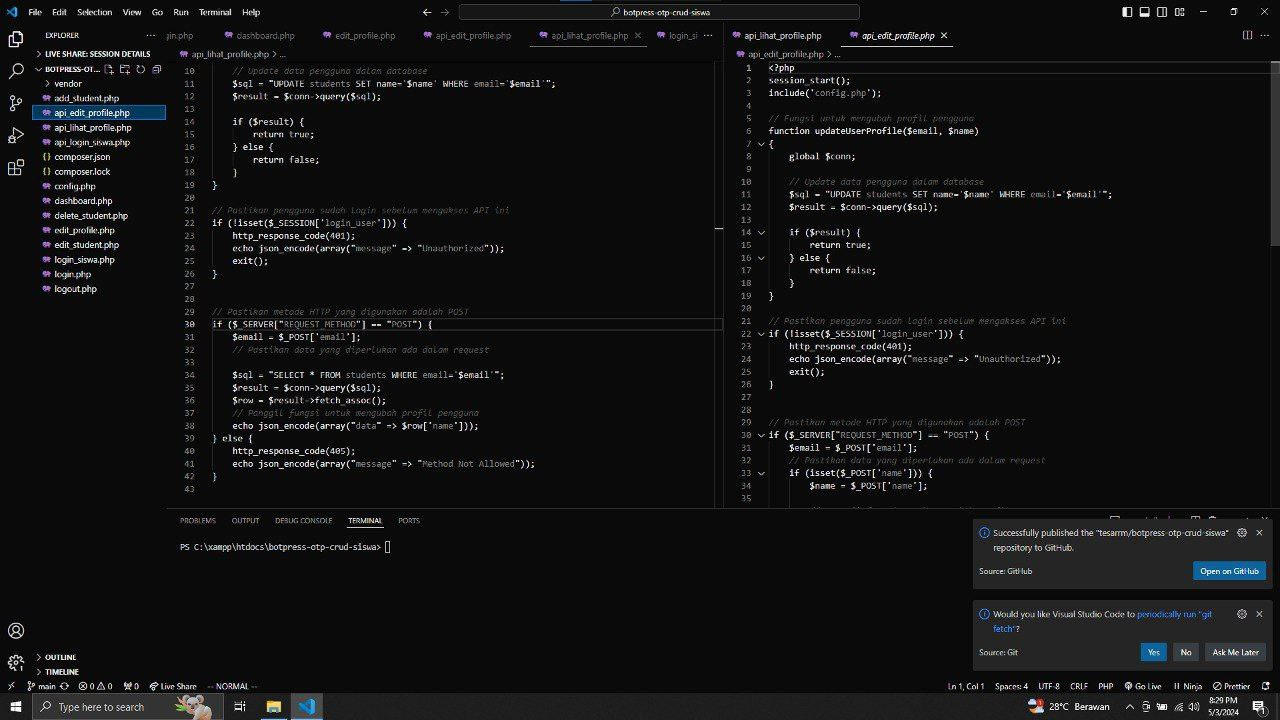 File Edit Selection View Go Run Terminal Help
botpress-otp-crud-siswa
EXPLORER
LIVE SHARE: SESSION DETAILS
BOTPRESS-OT...
vendor
add_student.php
api_edit_profile.php
api_lihat_profile.php
api_login_siswa.php
composer.json
composer.lock
config.php
dashboard.php
delete_student.php
edit_profile.php
edit_student.php
login_siswa.php
login.php
logout.php
OUTLINE
TIMELINE
gin.php dashboard.php edit_profile.php api_edit_profile.php api_lihat_profile.php login_si
api_lihat_profile.php > ...
10 // Update data pengguna dalam database
11 $sql = "UPDATE students SET name='$name' WHERE email='$email'";
12 $result = $conn->query($sql);
13
14 if ($result) {
15 return true;
16 } else {
17 return false;
18 }
19 }
20
21 // Pastikan pengguna sudah login sebelum mengakses API ini
22 if (!isset($_SESSION['login_user'])) {
23 http_response_code(401);
24 echo json_encode(array("message" => "Unauthorized"));
25 exit();
26 }
27
28
29 // Pastikan metode HTTP yang digunakan adalah POST
30 if ($_SERVER["REQUEST_METHOD"] == "POST") {
31 $email = $_POST['email'];
32 // Pastikan data yang diperlukan ada dalam request
33
34 $sql = "SELECT * FROM students WHERE email='$email'";
35 $result = $conn->query($sql);
36 $row = $result->fetch_assoc();
37 // Panggil fungsi untuk mengubah profil pengguna
38 echo json_encode(array("data" => $row['name']));
39 } else {
40 http_response_code(405);
41 echo json_encode(array("message" => "Method Not Allowed"));
42 }
43
api_lihat_profile.php api_edit_profile.php
api_edit_profile.php > ...
1 <?php
2 session_start();
3 include('config.php');
4
5 // Fungsi untuk mengubah profil pengguna
6 function updateUserProfile($email, $name)
7 {
8 global $conn;
9
10 // Update data pengguna dalam database
11 $sql = "UPDATE students SET name='$name' WHERE email='$email'";
12 $result = $conn->query($sql);
13
14 if ($result) {
15 return true;
16 } else {
17 return false;
18 }
19 }
20
21 // Pastikan pengguna sudah login sebelum mengakses API ini
22 if (!isset($_SESSION['login_user'])) {
23 http_response_code(401);
24 echo json_encode(array("message" => "Unauthorized"));
25 exit();
26 }
27
28
29 // Pastikan metode HTTP yang digunakan adalah POST
30 if ($_SERVER["REQUEST_METHOD"] == "POST") {
31 $email = $_POST['email'];
32 // Pastikan data yang diperlukan ada dalam request
33 if (isset($_POST['name'])) {
34 $name = $_POST['name'];
35
PROBLEMS OUTPUT DEBUG CONSOLE TERMINAL PORTS
PS C:\xampp\htdocs\botpress-otp-crud-siswa>
Successfully published the "tesarrm/botpress-otp-crud-siswa"
repository to GitHub.
Source: GitHub
Open on GitHub
Would you like Visual Studio Code to periodically run "git
fetch"?
Source: Git
Yes No Ask Me Later
main 0 0 0 Live Share -- NORMAL -- Ln 1, Col 1 Spaces: 4 UTF-8 CRLF PHP Go Live Ninja Prettier
Type here to search
28°C Berawan
8:29 PM
5/3/2024